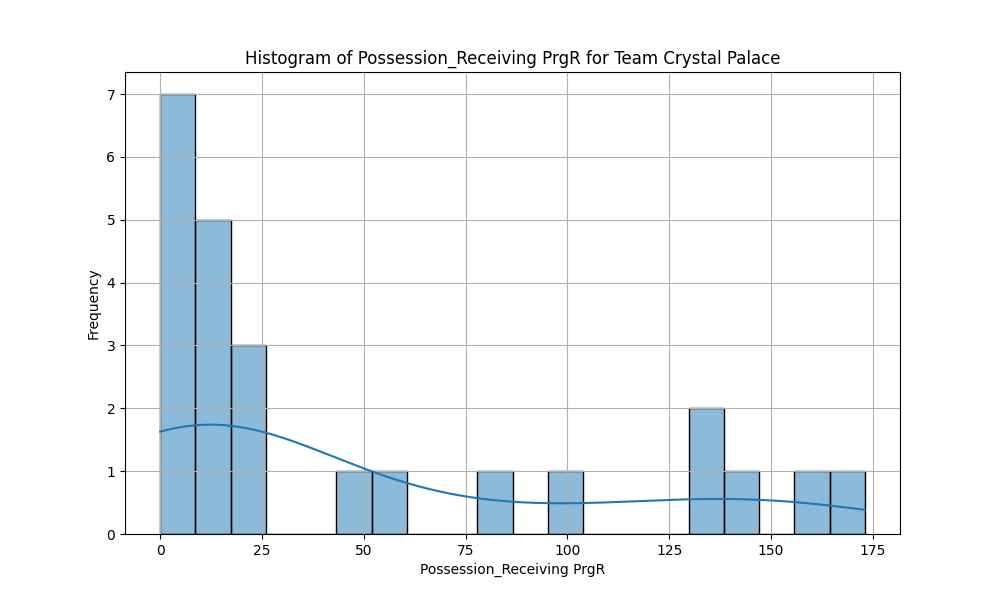 Histogram of Possession_Receiving PrgR for Team Crystal Palace
7
6
5
4
3
2
1
0
Frequency
0 25 50 75 100 125 150 175
Possession_Receiving PrgR